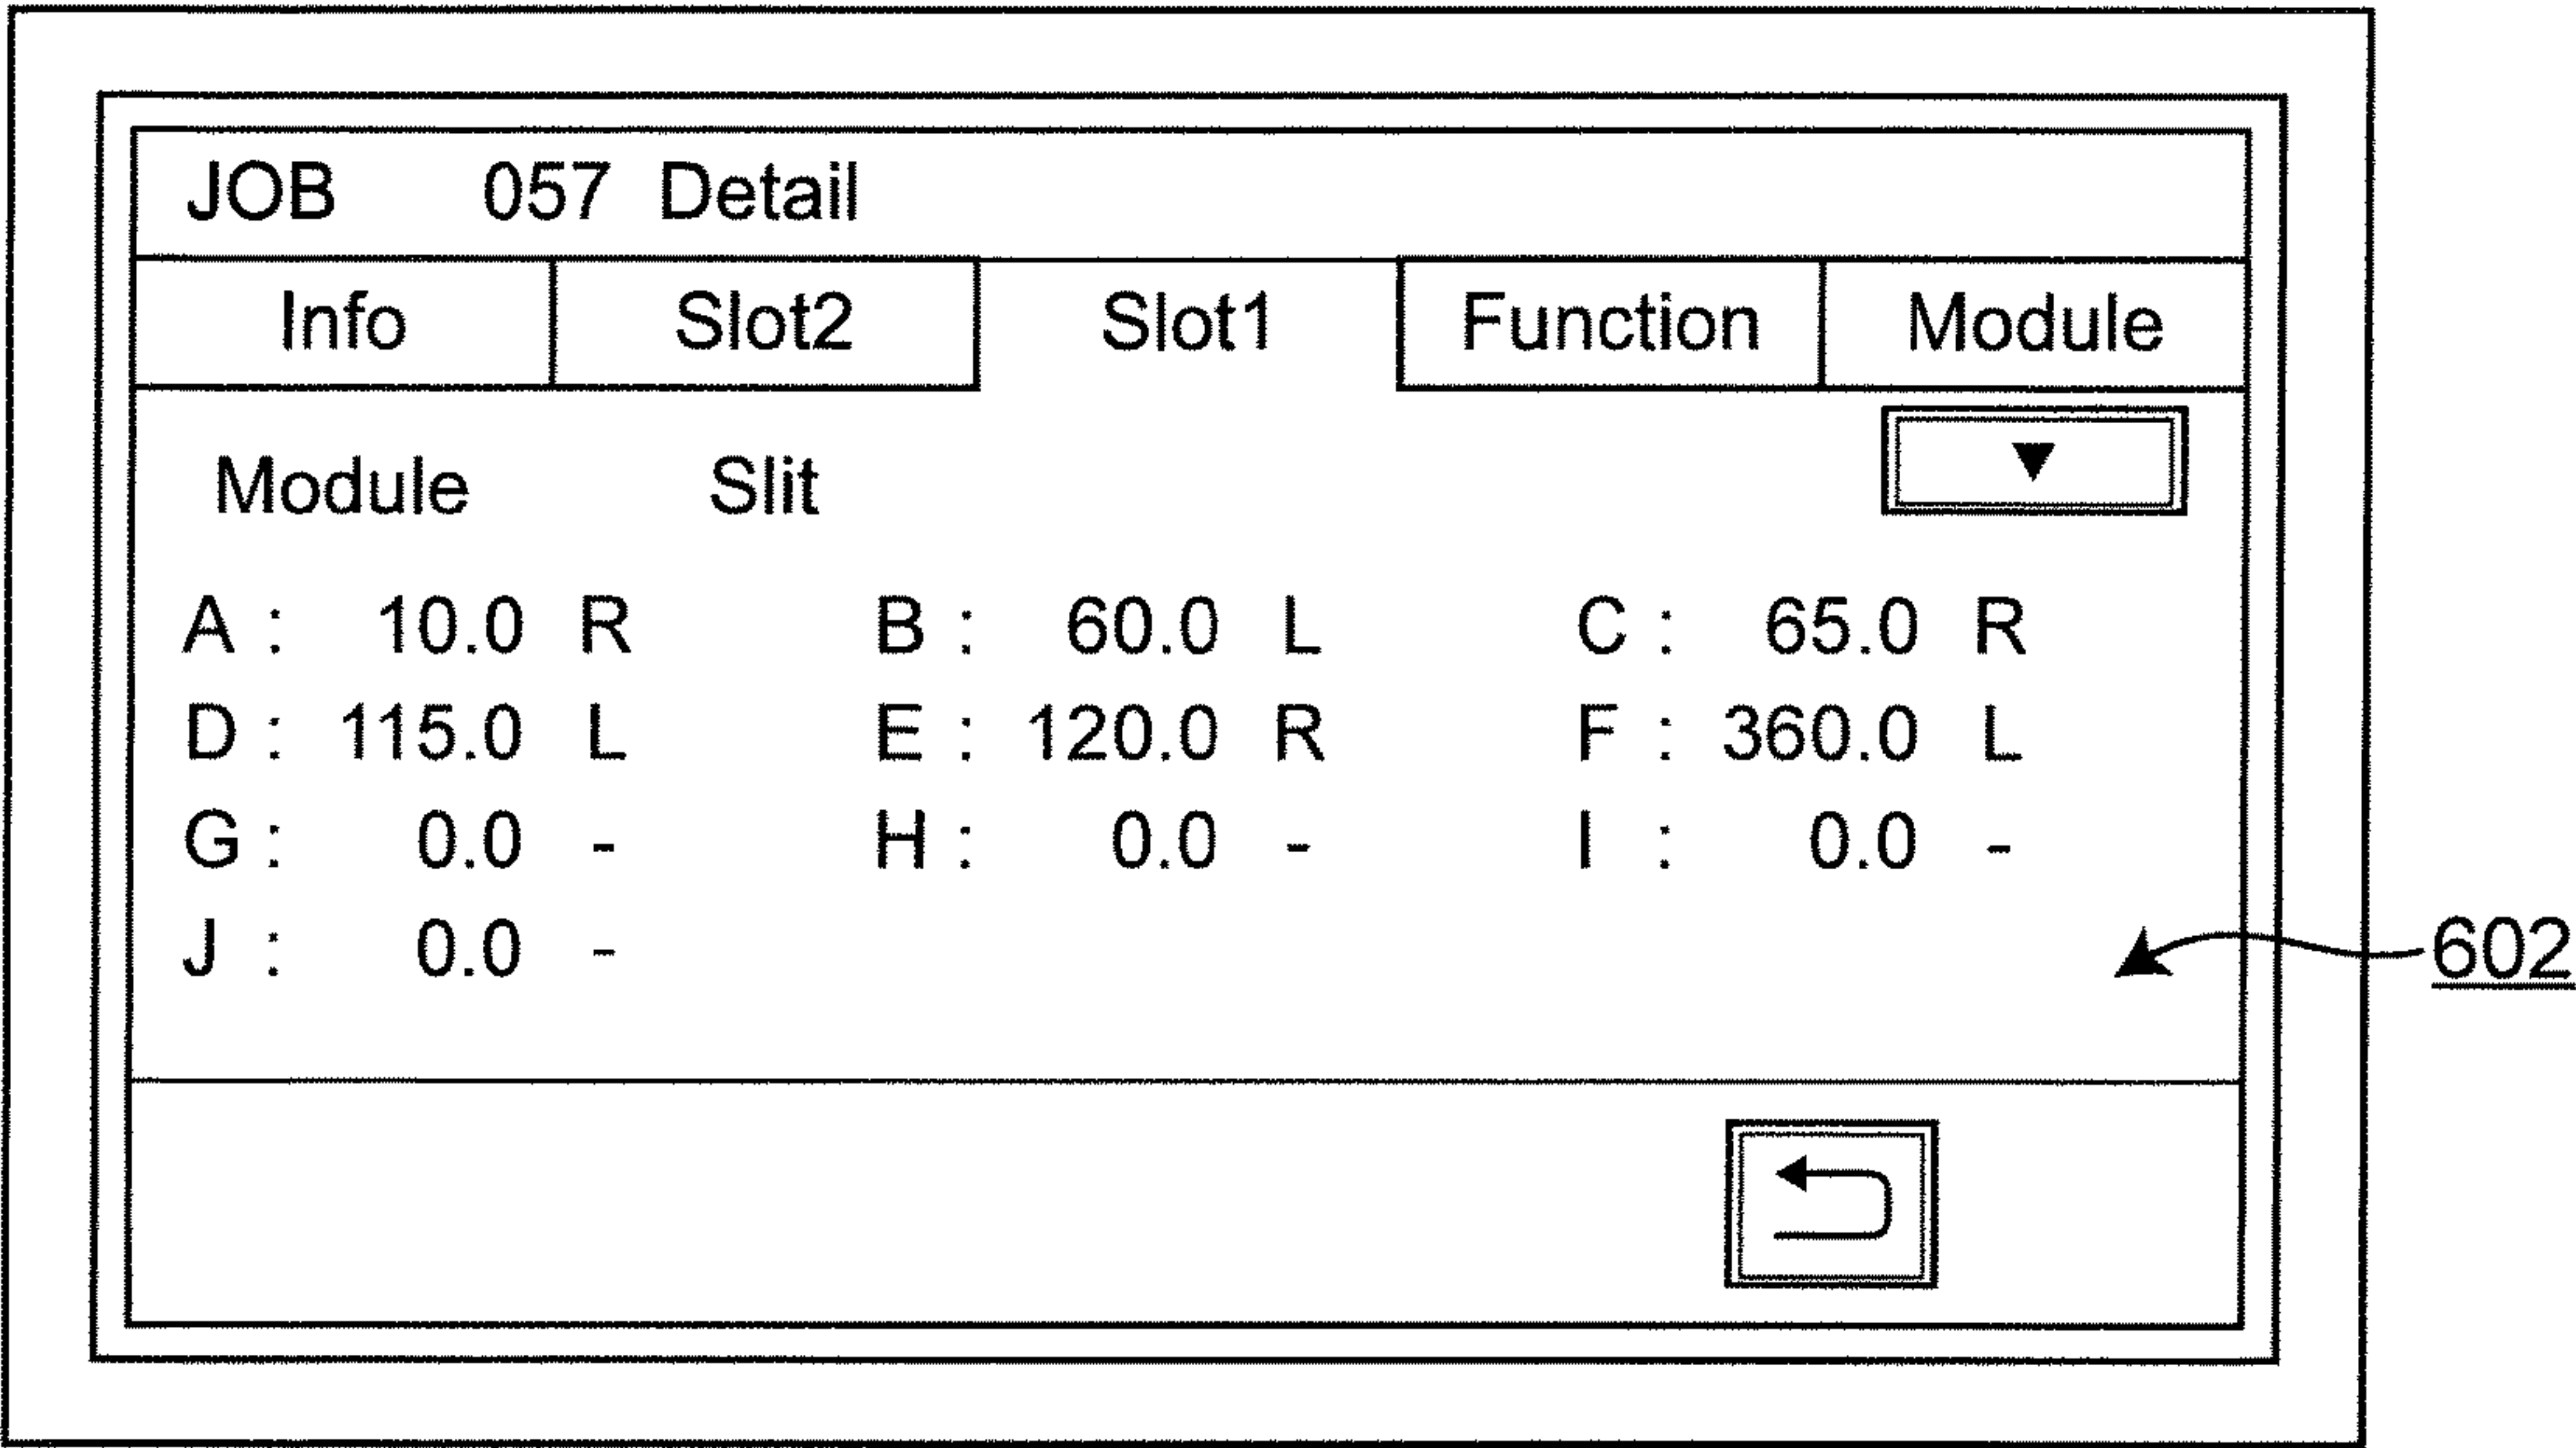 JOB 057 Detail
Info Slot2 Slot1 Function Module
Module Slit ▼
A : 10.0 R B : 60.0 L C : 65.0 R
D : 115.0 L E : 120.0 R F : 360.0 L
G : 0.0 - H : 0.0 - I : 0.0 -
J : 0.0 -
602